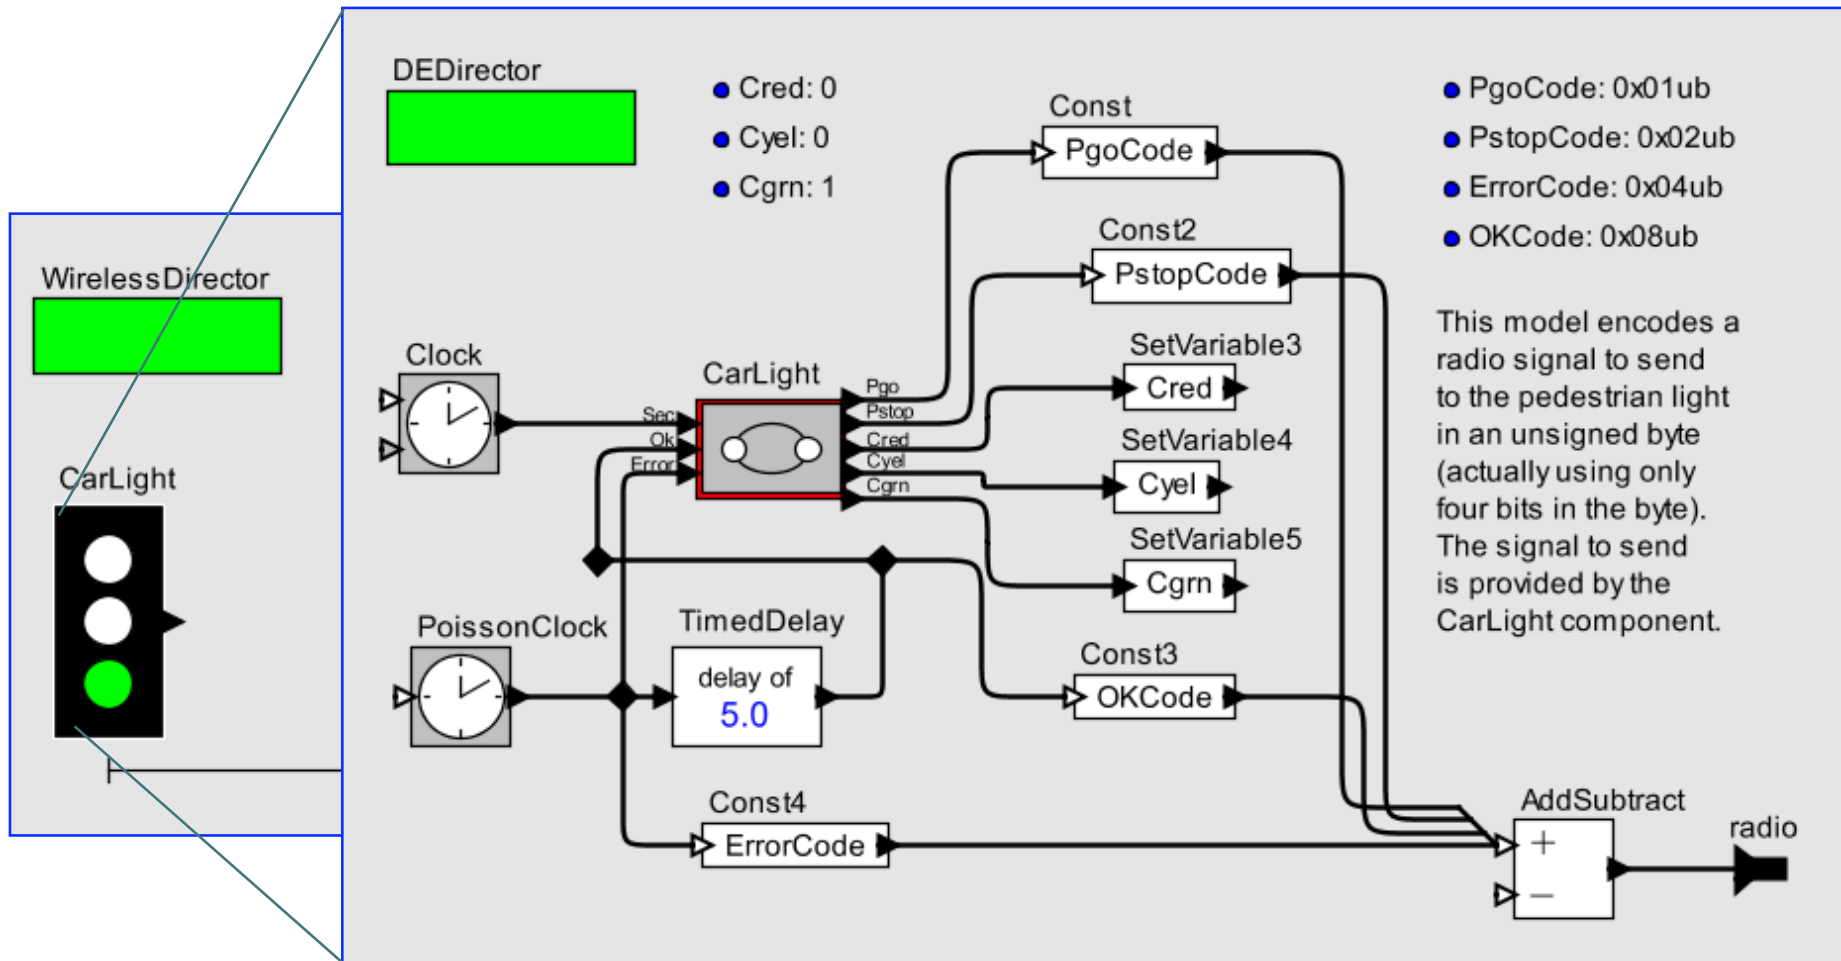 WirelessDirector
CarLight
DEDirector
Cred: 0
Cyel: 0
Cgrn: 1
Const
PgoCode
Const2
PstopCode
PgoCode: 0x01ub
PstopCode: 0x02ub
ErrorCode: 0x04ub
OKCode: 0x08ub
Clock
CarLight
Sec
Ok
Error
Pgo
Pstop
Cred
Cyel
Cgrn
SetVariable3
Cred
SetVariable4
Cyel
SetVariable5
Cgrn
This model encodes a
radio signal to send
to the pedestrian light
in an unsigned byte
(actually using only
four bits in the byte).
The signal to send
is provided by the
CarLight component.
PoissonClock
TimedDelay
delay of
5.0
Const3
OKCode
Const4
ErrorCode
AddSubtract
+
−
radio